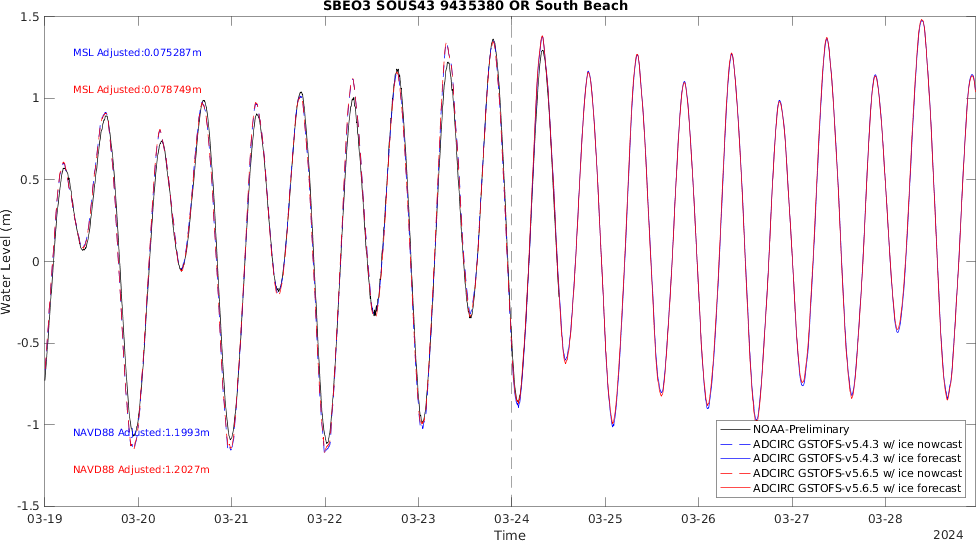 SBEO3 SOUS43 9435380 OR South Beach
1.5
MSL Adjusted:0.075287m
MSL Adjusted:0.078749m
1
0.5
Water Level (m)
0
-0.5
-1
NAVD88 Adjusted:1.1993m
NAVD88 Adjusted:1.2027m
NOAA-Preliminary
ADCIRC GSTOFS-v5.4.3 w/ ice nowcast
ADCIRC GSTOFS-v5.4.3 w/ ice forecast
ADCIRC GSTOFS-v5.6.5 w/ ice nowcast
ADCIRC GSTOFS-v5.6.5 w/ ice forecast
-1.5
03-19 03-20 03-21 03-22 03-23 03-24 03-25 03-26 03-27 03-28
Time
2024